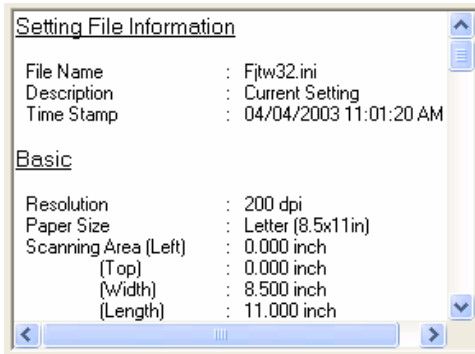 Setting File Information
File Name : Fjtw32.ini
Description : Current Setting
Time Stamp : 04/04/2003 11:01:20 AM
Basic
Resolution : 200 dpi
Paper Size : Letter (8.5x11in)
Scanning Area (Left) : 0.000 inch
(Top) : 0.000 inch
(Width) : 8.500 inch
(Length) : 11.000 inch